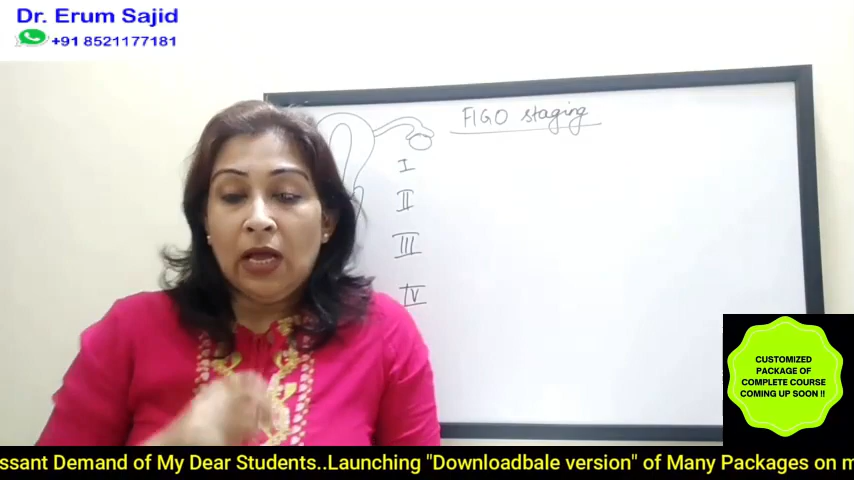 Dr. Erum Sajid
+91 8521177181
FIGO staging
I
II
III
IV
CUSTOMIZED
PACKAGE OF
COMPLETE COURSE
COMING UP SOON !!
ssant Demand of My Dear Students..Launching "Downloadbale version" of Many Packages on m